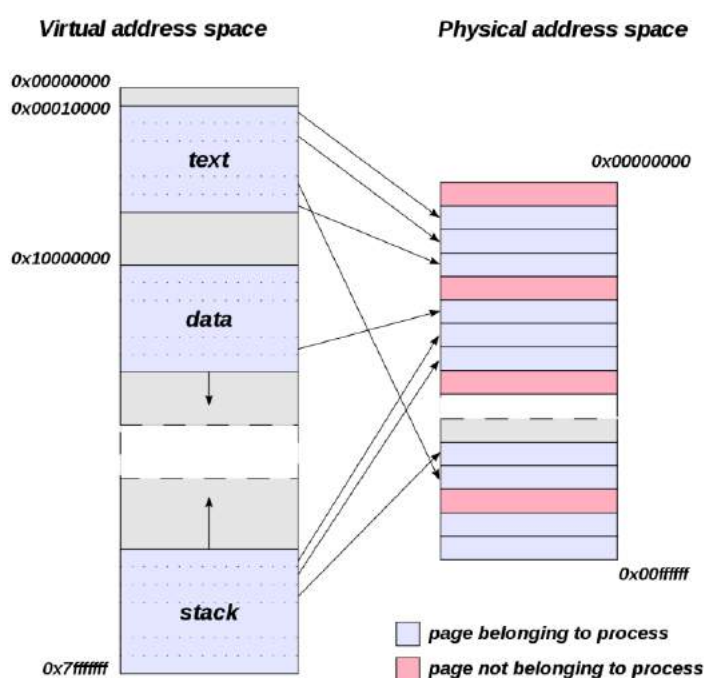 Virtual address space
Physical address space
0x00000000
0x00010000
text
0x00000000
0x10000000
data
0x00ffffff
stack
page belonging to process
0x7fffffff
page not belonging to process